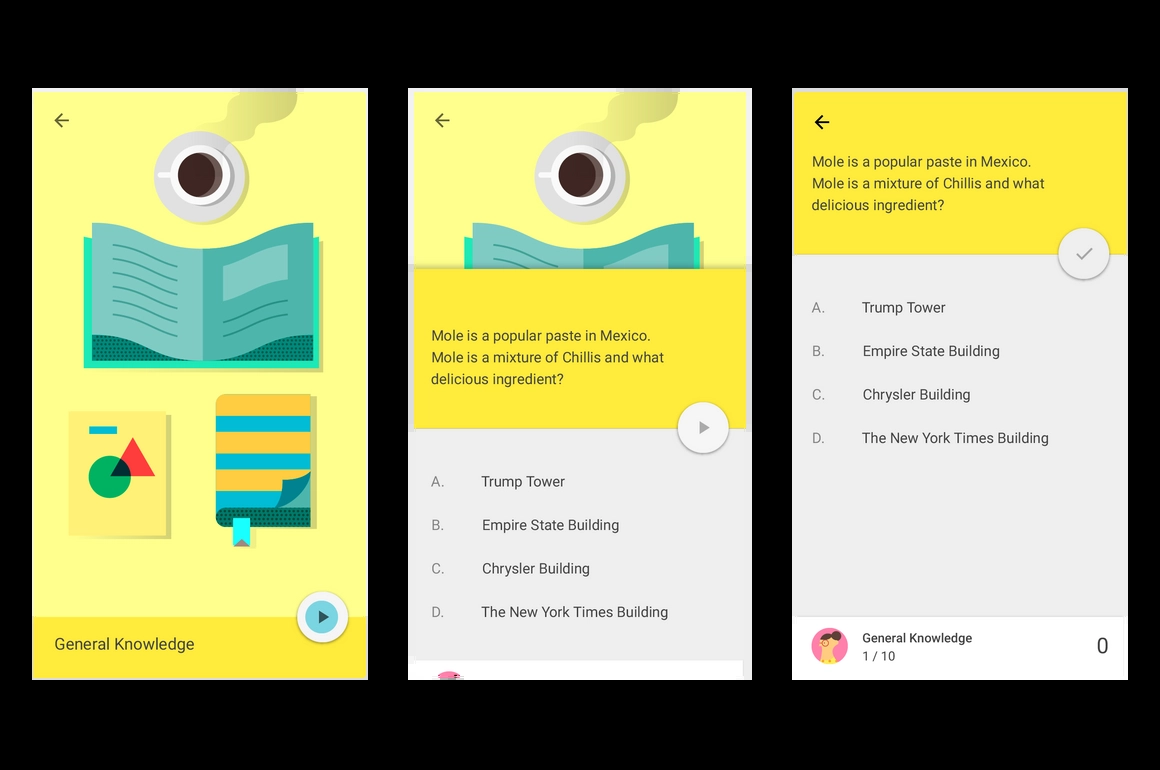 General Knowledge
Mole is a popular paste in Mexico.
Mole is a mixture of Chillis and what
delicious ingredient?
A. Trump Tower
B. Empire State Building
C. Chrysler Building
D. The New York Times Building
Mole is a popular paste in Mexico.
Mole is a mixture of Chillis and what
delicious ingredient?
A. Trump Tower
B. Empire State Building
C. Chrysler Building
D. The New York Times Building
General Knowledge
1 / 10
0